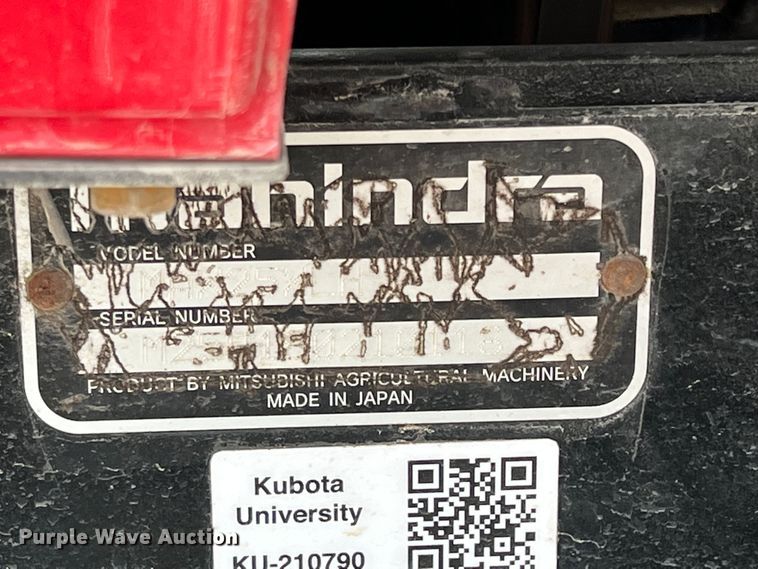 mahindra
MODEL NUMBER
SERIAL NUMBER
PRODUCT BY MITSUBISHI AGRICULTURAL MACHINERY
MADE IN JAPAN
Kubota
University
KU-210790
Purple Wave Auction